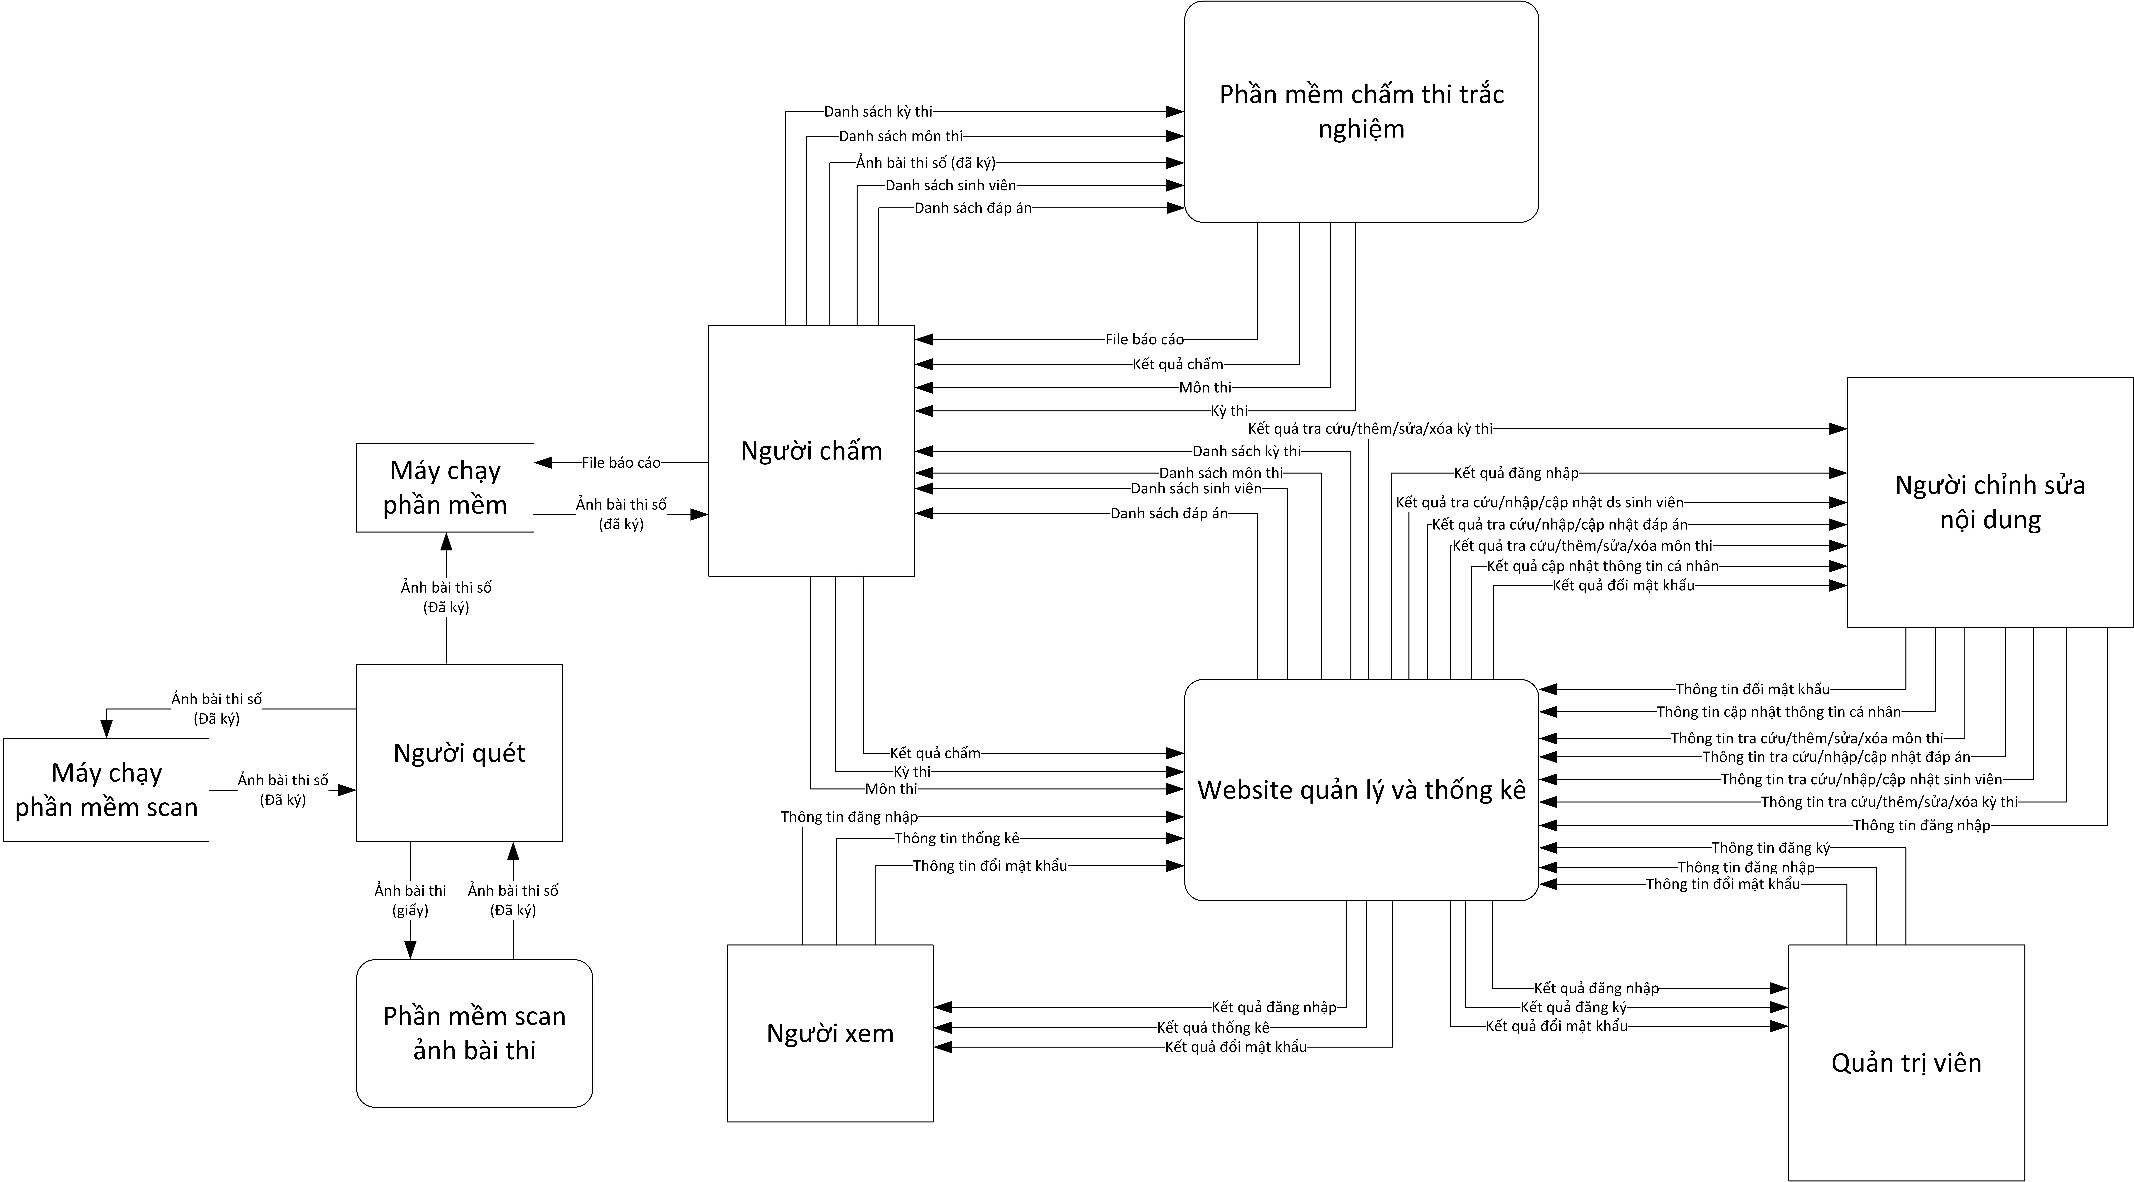 Phần mềm chấm thi trắc
nghiệm
Danh sách kỳ thi
Danh sách môn thi
Ảnh bài thi số (đã ký)
Danh sách sinh viên
Danh sách đáp án
File báo cáo
Kết quả chấm
Môn thi
Kỳ thi
Người chấm
Kết quả tra cứu/thêm/sửa/xóa kỳ thi
Danh sách kỳ thi
Danh sách môn thi
Danh sách sinh viên
Danh sách đáp án
Kết quả đăng nhập
Kết quả tra cứu/nhập/cập nhật ds sinh viên
Kết quả tra cứu/nhập/cập nhật đáp án
Kết quả tra cứu/thêm/sửa/xóa môn thi
Kết quả cập nhật thông tin cá nhân
Kết quả đổi mật khẩu
Người chỉnh sửa
nội dung
Máy chạy
phần mềm
File báo cáo
Ảnh bài thi số
(đã ký)
Ảnh bài thi số
(Đã ký)
Ảnh bài thi số
(Đã ký)
Người quét
Máy chạy
phần mềm scan
Ảnh bài thi số
(Đã ký)
Ảnh bài thi
(giấy)
Ảnh bài thi số
(Đã ký)
Phần mềm scan
ảnh bài thi
Kết quả chấm
Kỳ thi
Môn thi
Thông tin đăng nhập
Thông tin thống kê
Thông tin đổi mật khẩu
Website quản lý và thống kê
Thông tin đổi mật khẩu
Thông tin cập nhật thông tin cá nhân
Thông tin tra cứu/thêm/sửa/xóa môn thi
Thông tin tra cứu/nhập/cập nhật đáp án
Thông tin tra cứu/nhập/cập nhật sinh viên
Thông tin tra cứu/thêm/sửa/xóa kỳ thi
Thông tin đăng nhập
Thông tin đăng ký
Thông tin đăng nhập
Thông tin đổi mật khẩu
Người xem
Kết quả đăng nhập
Kết quả thống kê
Kết quả đổi mật khẩu
Kết quả đăng nhập
Kết quả đăng ký
Kết quả đổi mật khẩu
Quản trị viên